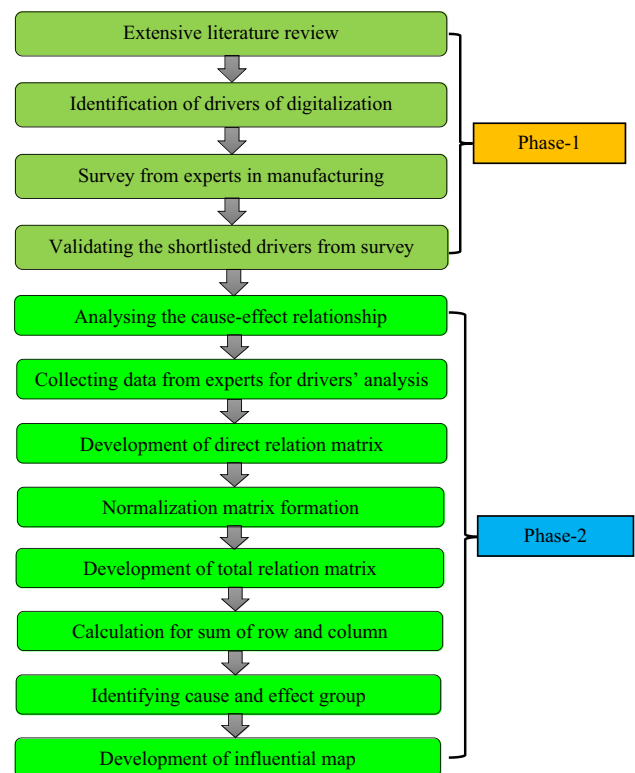 Extensive literature review
Identification of drivers of digitalization
Survey from experts in manufacturing
Validating the shortlisted drivers from survey
Phase-1
Analysing the cause-effect relationship
Collecting data from experts for drivers’ analysis
Development of direct relation matrix
Normalization matrix formation
Development of total relation matrix
Calculation for sum of row and column
Identifying cause and effect group
Development of influential map
Phase-2